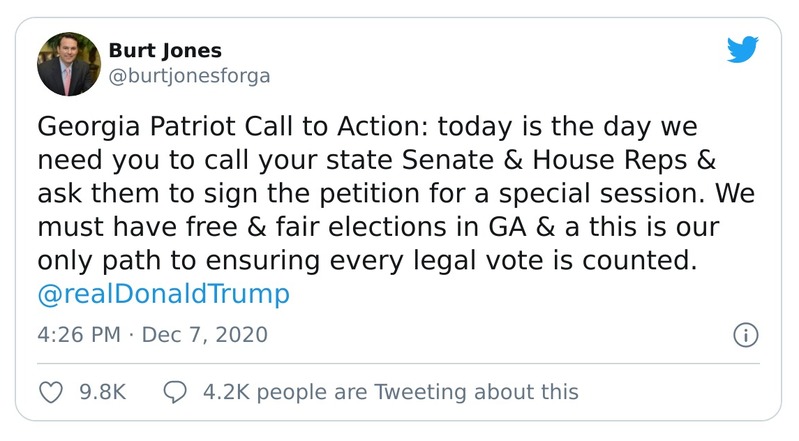 Burt Jones
@burtjonesforga
Georgia Patriot Call to Action: today is the day we
need you to call your state Senate & House Reps &
ask them to sign the petition for a special session. We
must have free & fair elections in GA & a this is our
only path to ensuring every legal vote is counted.
@realDonaldTrump
4:26 PM · Dec 7, 2020
9.8K 4.2K people are Tweeting about this